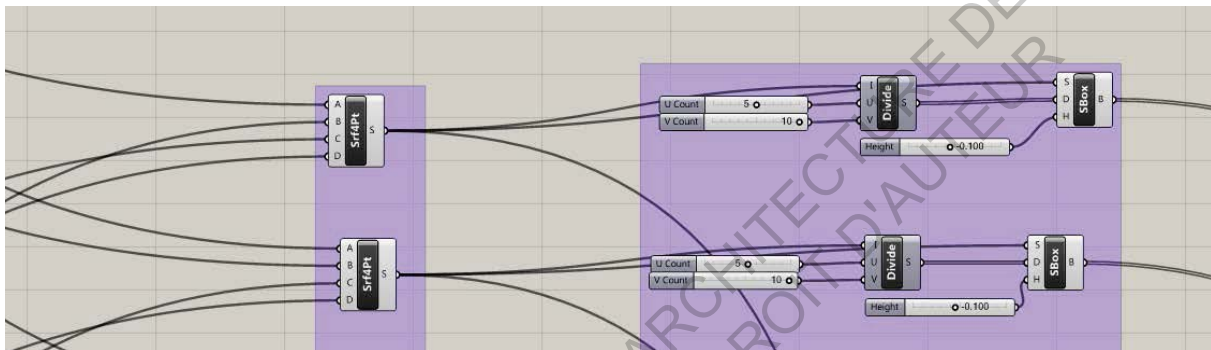 A
B
C
D
Srf4Pt
S
U Count
5
V Count
10
I
U
V
Divide
S
Height
-0.100
S
D
H
SBox
B
A
B
C
D
Srf4Pt
S
U Count
5
V Count
10
I
U
V
Divide
S
Height
-0.100
S
D
H
SBox
B
ARCHITECTURE DE
D'AUTEUR